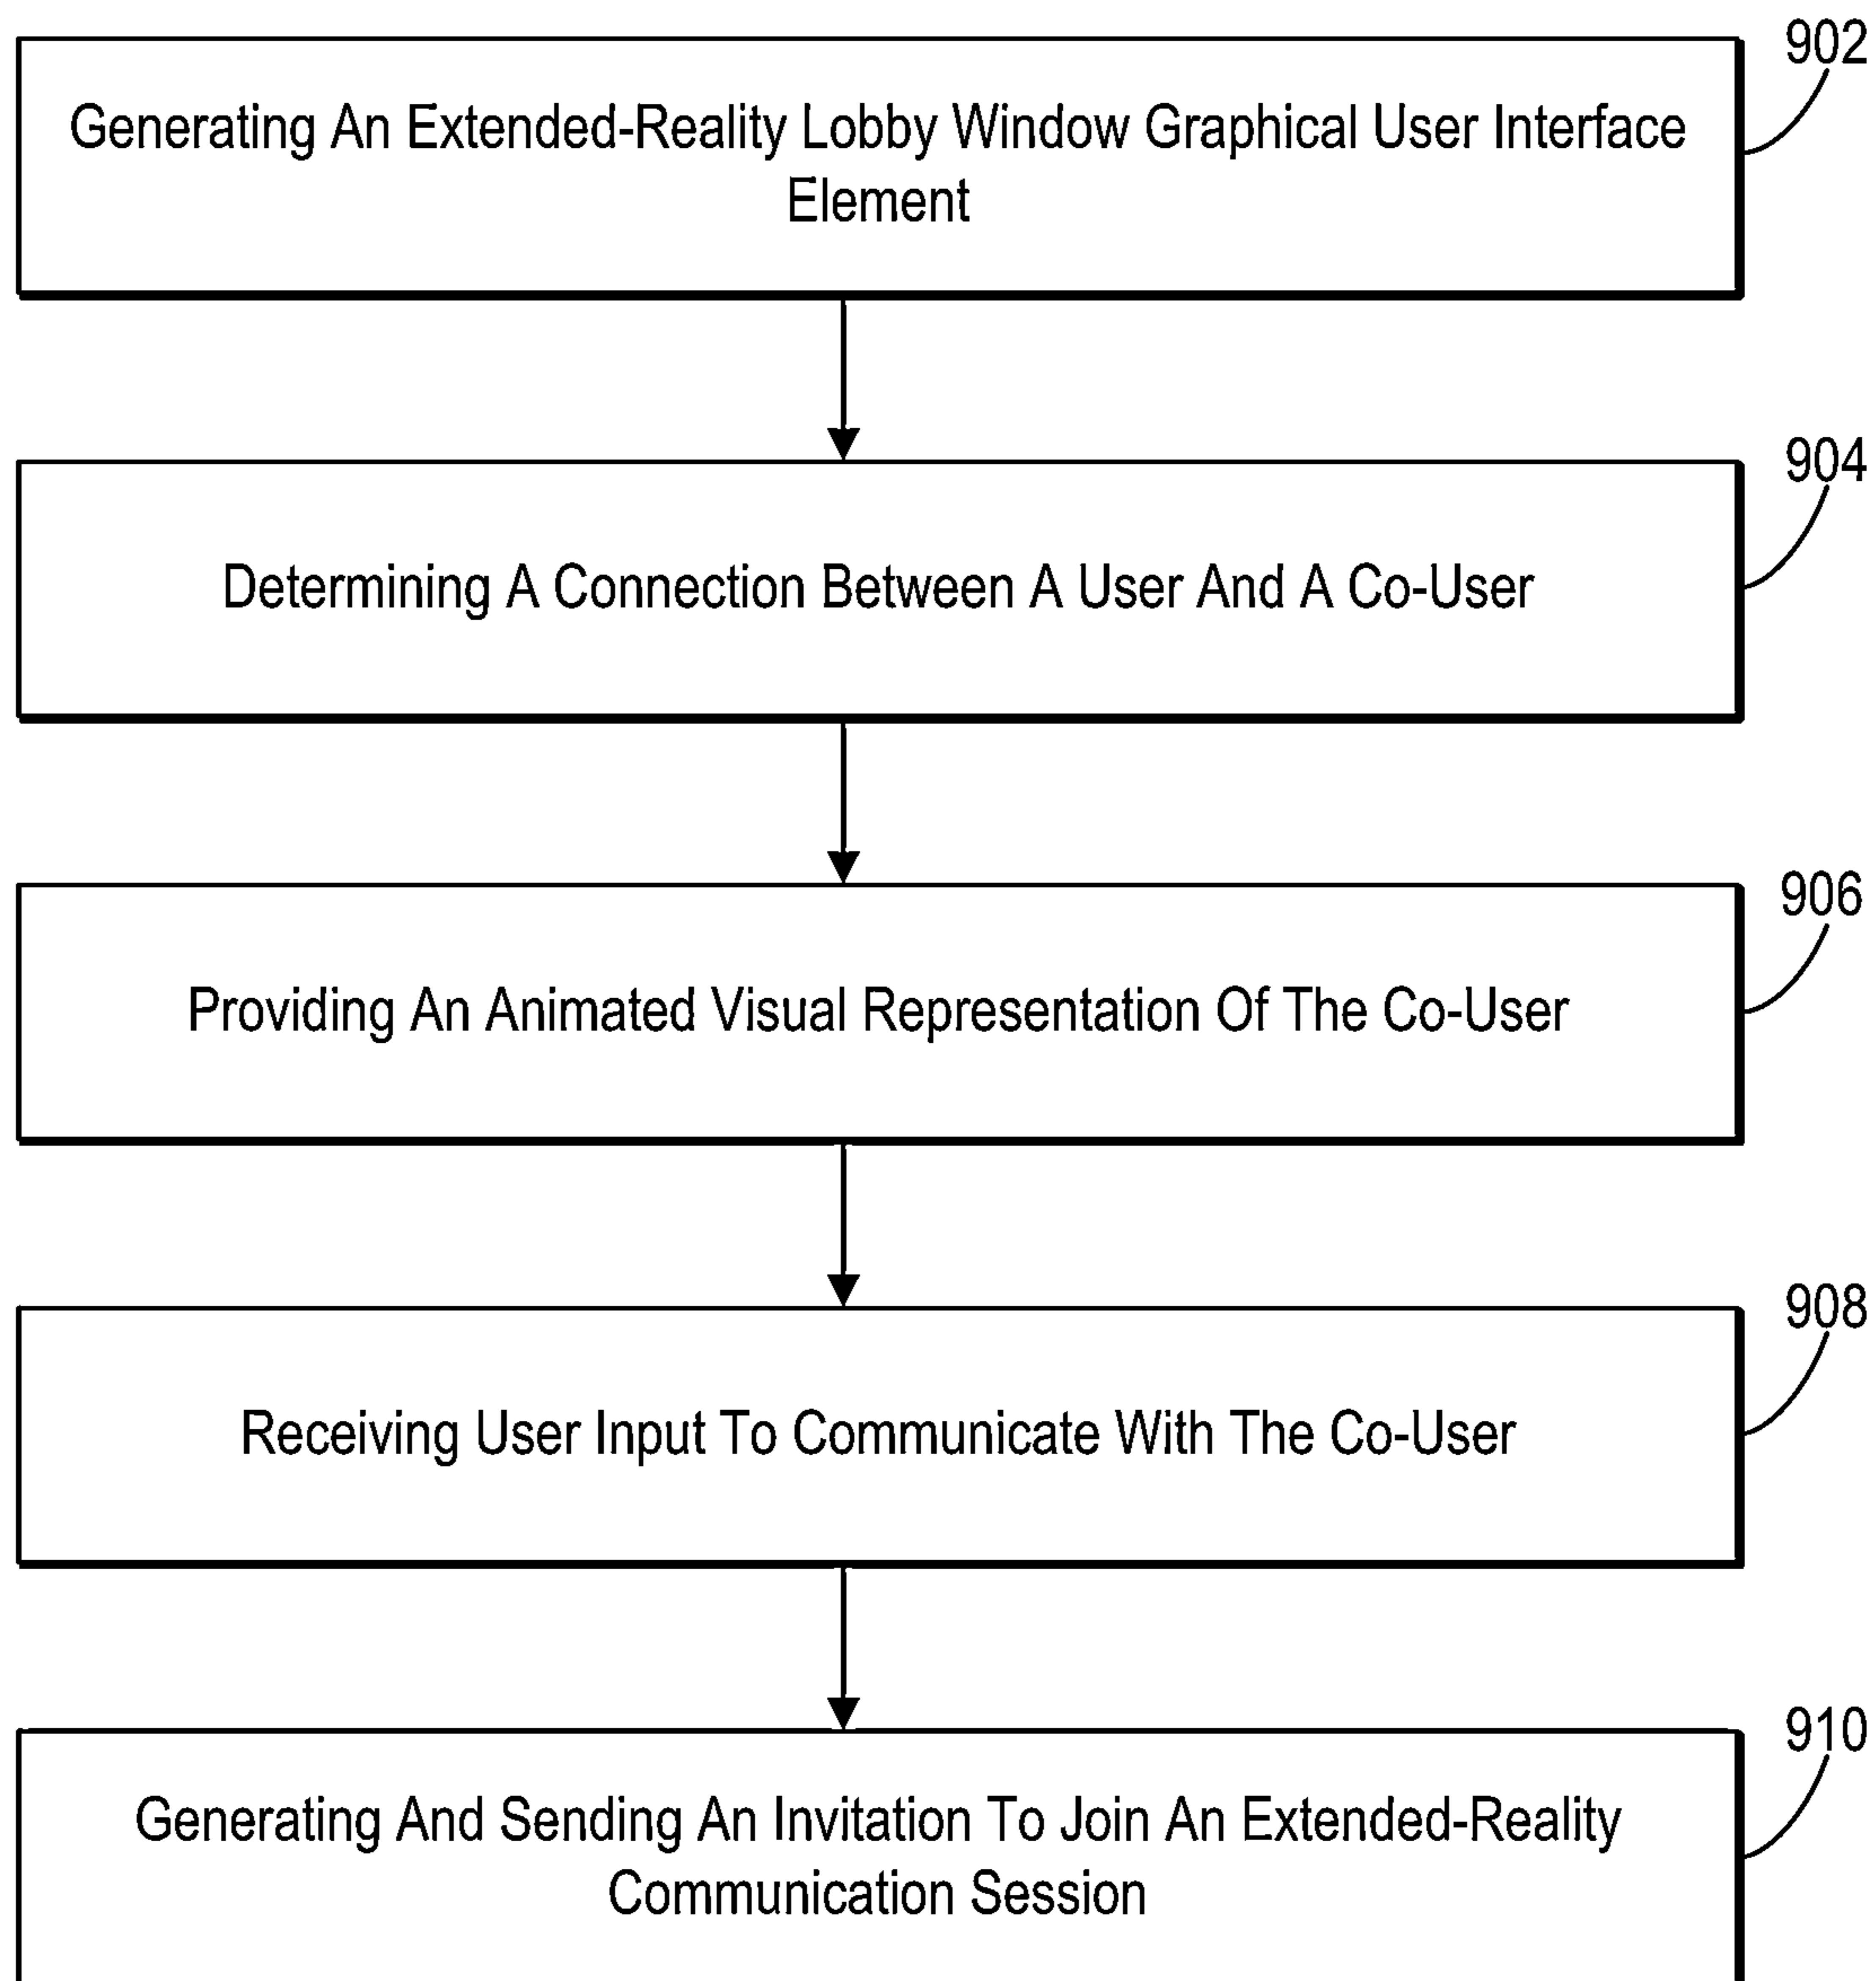 902
Generating An Extended-Reality Lobby Window Graphical User Interface
Element
904
Determining A Connection Between A User And A Co-User
906
Providing An Animated Visual Representation Of The Co-User
908
Receiving User Input To Communicate With The Co-User
910
Generating And Sending An Invitation To Join An Extended-Reality
Communication Session